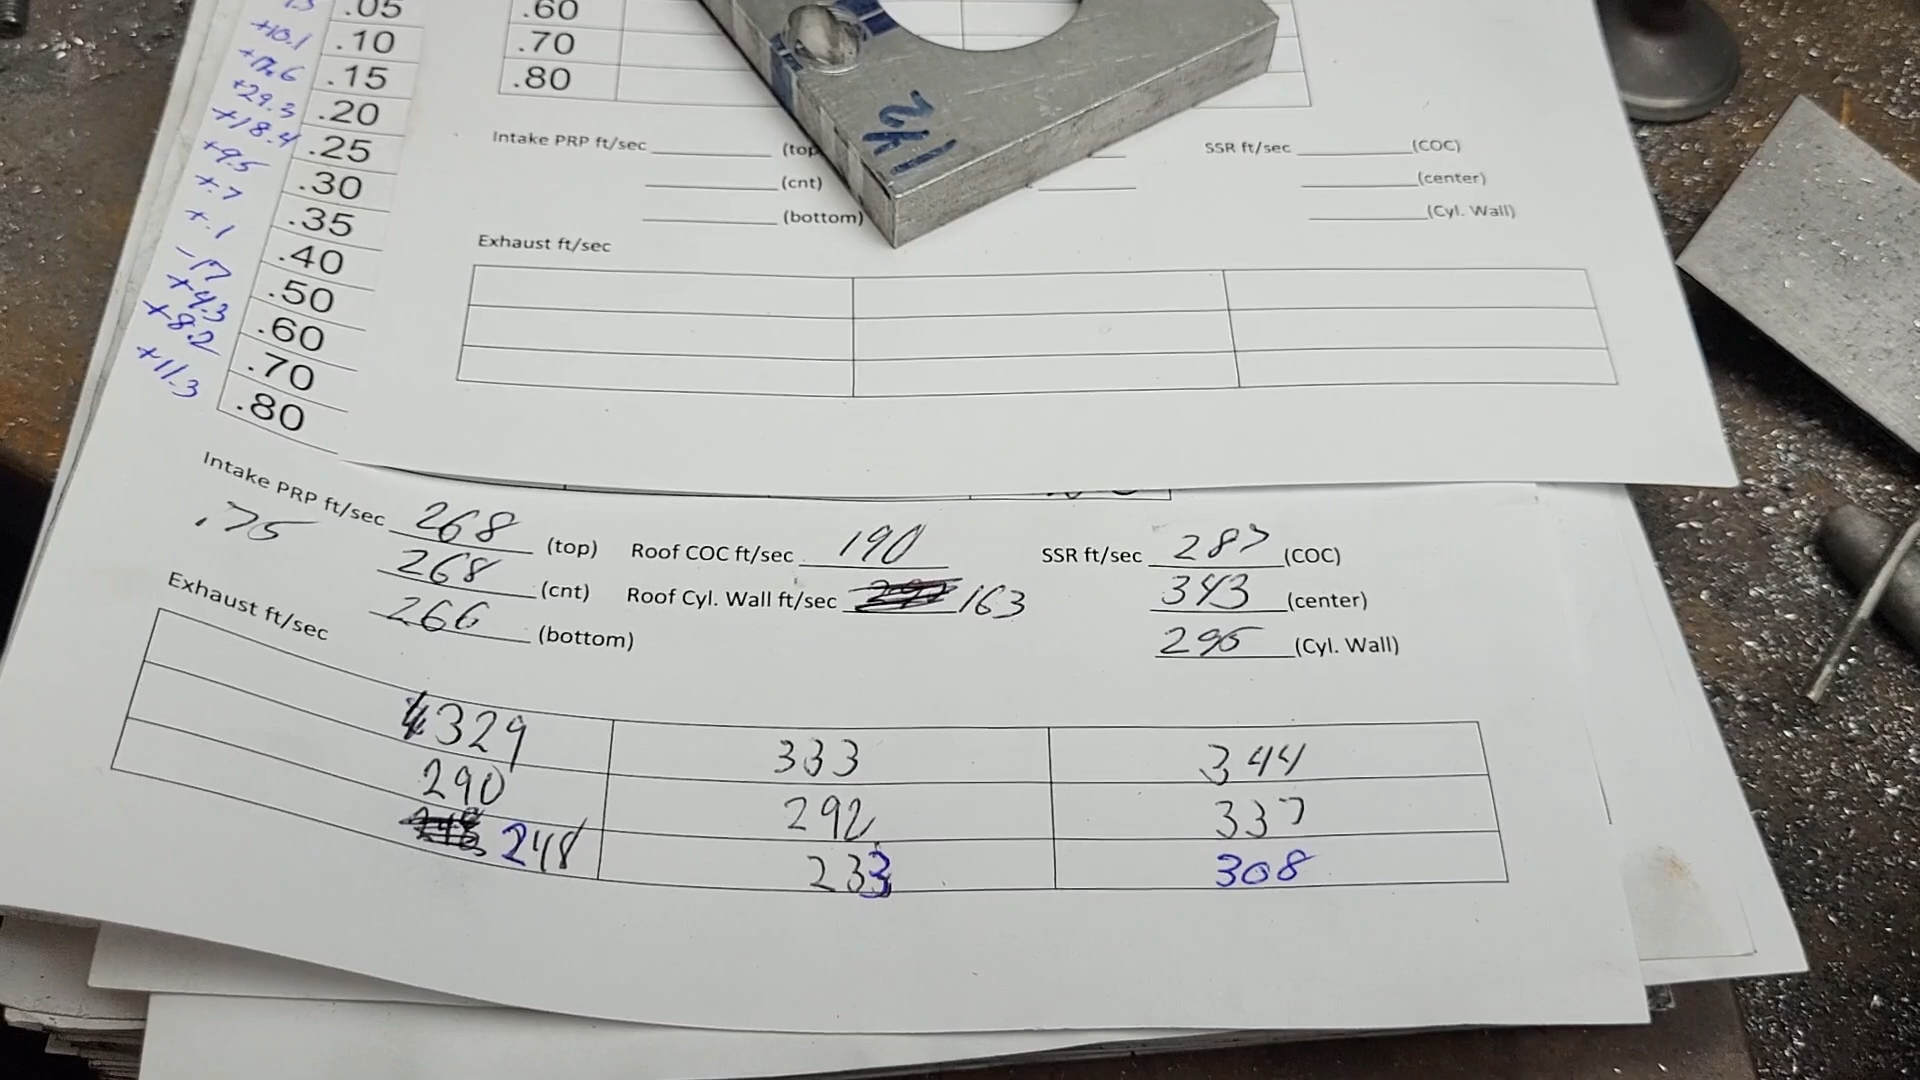 .05
+10.1 .10
+17.6 .15
+29.3 .20
+18.4 .25
+9.5 .30
+.7 .35
+.1 .40
-17 .50
+4.3 .60
+8.2 .70
+11.3 .80
.60
.70
.80
Intake PRP ft/sec (top
(cnt)
(bottom)
SSR ft/sec (COC)
(center)
(Cyl. Wall)
Exhaust ft/sec
Intake PRP ft/sec 268 (top) Roof COC ft/sec 190 SSR ft/sec 287 (COC)
.75 268 (cnt) Roof Cyl. Wall ft/sec 163 343 (center)
266 (bottom) 295 (Cyl. Wall)
Exhaust ft/sec
329 333 344
290 292 337
248 233 308